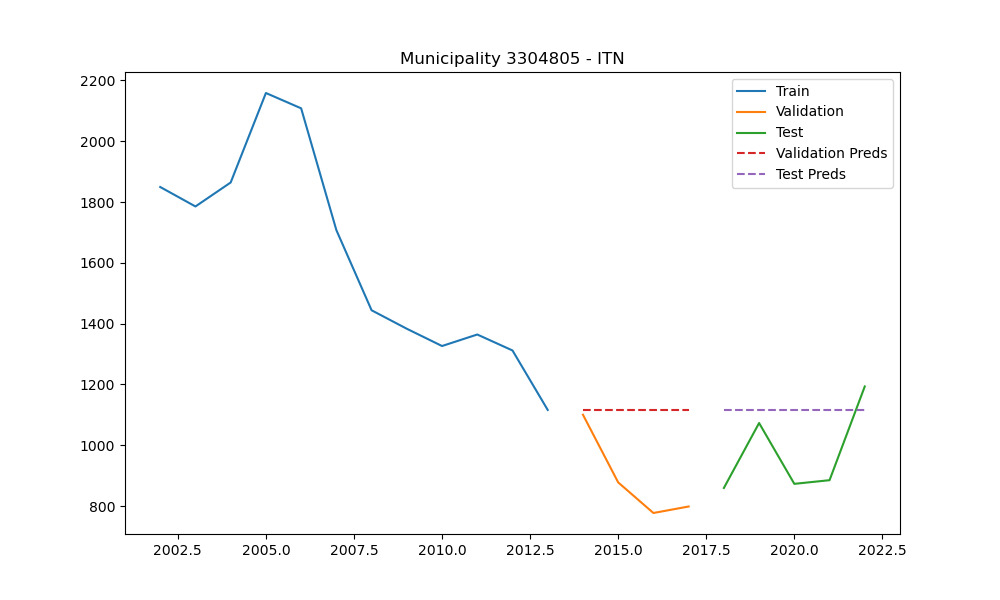 Municipality 3304805 - ITN
2200
2000
1800
1600
1400
1200
1000
800
2002.5
2005.0
2007.5
2010.0
2012.5
2015.0
2017.5
2020.0
2022.5
Train
Validation
Test
Validation Preds
Test Preds